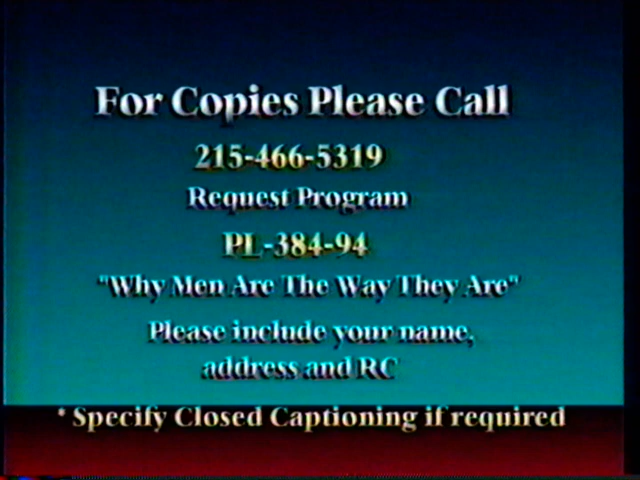 For Copies Please Call
215-466-5319
Request Program
PL-384-94
"Why Men Are The Way They Are"
Please include your name,
address and RC
* Specify Closed Captioning if required